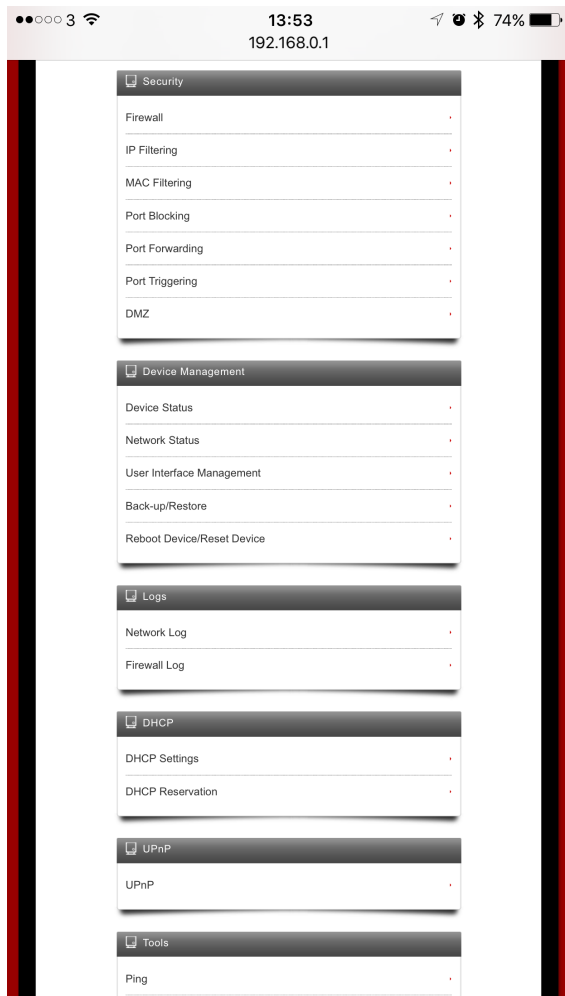 3 13:53 74%
192.168.0.1
Security
Firewall
IP Filtering
MAC Filtering
Port Blocking
Port Forwarding
Port Triggering
DMZ
Device Management
Device Status
Network Status
User Interface Management
Back-up/Restore
Reboot Device/Reset Device
Logs
Network Log
Firewall Log
DHCP
DHCP Settings
DHCP Reservation
UPnP
UPnP
Tools
Ping